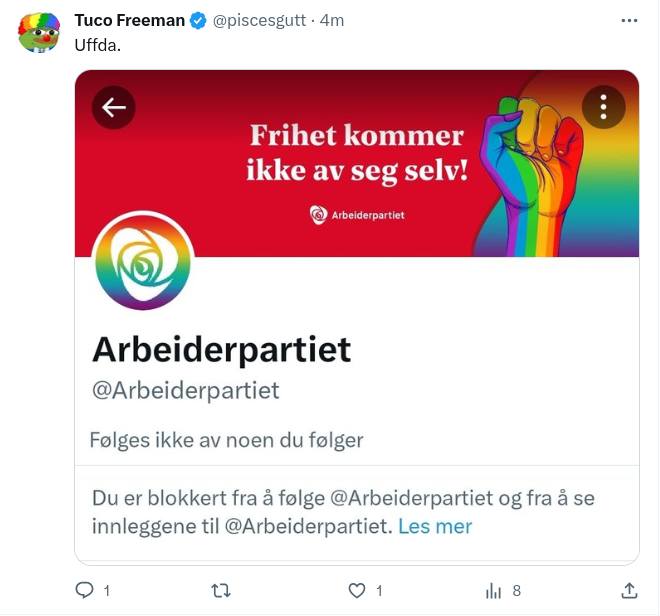 Tuco Freeman @piscesgutt · 4m
Uffda.
Frihet kommer
ikke av seg selv!
Arbeiderpartiet
Arbeiderpartiet
@Arbeiderpartiet
Følges ikke av noen du følger
Du er blokkert fra å følge @Arbeiderpartiet og fra å se
innleggene til @Arbeiderpartiet. Les mer
1 1 8